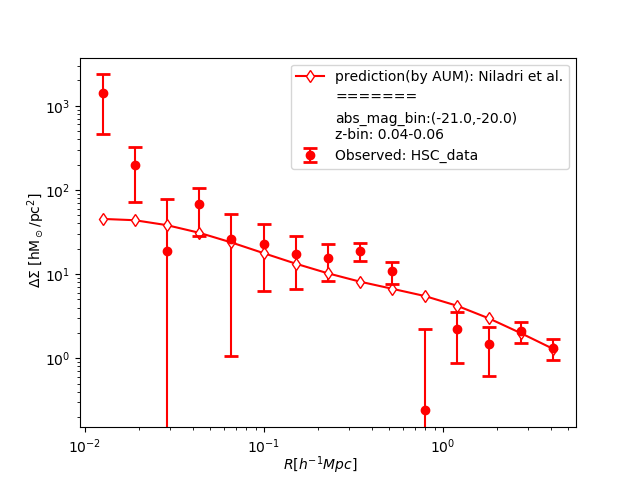 prediction(by AUM): Niladri et al.
=======
abs_mag_bin:(-21.0,-20.0)
z-bin: 0.04-0.06
Observed: HSC_data
10³
10²
10¹
10⁰
ΔΣ [hM⊙/pc²]
10⁻² 10⁻¹ 10⁰
R[h⁻¹Mpc]